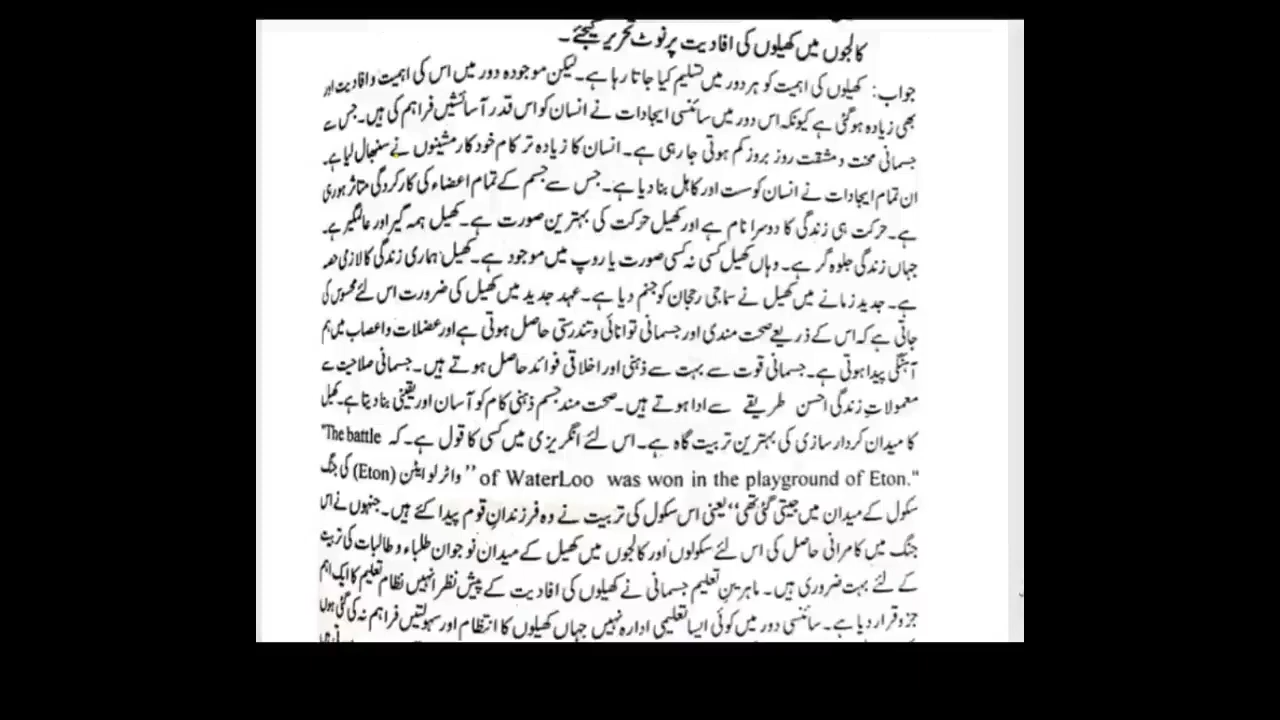 کالجوں میں کھیلوں کی افادیت پر نوٹ تحریر کیجئے۔
جواب: کھیلوں کی اہمیت کو ہر دور میں تسلیم کیا جاتا رہا ہے۔ لیکن موجودہ دور میں اس کی اہمیت و افادیت اور
بھی زیادہ ہوگئی ہے کیونکہ اس دور میں سائنسی ایجادات نے انسان کو اس قدر آسائشیں فراہم کی ہیں۔ جس سے
جسمانی محنت و مشقت روز بروز کم ہوتی جا رہی ہے۔ انسان کا زیادہ تر کام خود کار مشینوں نے سنبھال لیا ہے۔
ان تمام ایجادات نے انسان کو سست اور کاہل بنا دیا ہے۔ جس سے جسم کے تمام اعضاء کی کارکردگی متاثر ہو رہی
ہے۔ حرکت ہی زندگی کا دوسرا نام ہے اور کھیل حرکت کی بہترین صورت ہے۔ کھیل ہمہ گیر اور عالمگیر ہے۔
جہاں زندگی جلوہ گر ہے۔ وہاں کھیل کسی نہ کسی صورت یا روپ میں موجود ہے۔ کھیل ہماری زندگی کا لازمی حصہ
ہے۔ جدید زمانے میں کھیل نے سماجی رجحان کو جنم دیا ہے۔ عہد جدید میں کھیل کی ضرورت اس لئے محسوس کی
جاتی ہے کہ اس کے ذریعے صحت مندی اور جسمانی توانائی و تندرستی حاصل ہوتی ہے اور عضلات و اعصاب میں ہم
آہنگی پیدا ہوتی ہے۔ جسمانی قوت سے بہت سے ذہنی اور اخلاقی فوائد حاصل ہوتے ہیں۔ جسمانی صلاحیت سے
معمولاتِ زندگی احسن طریقے سے ادا ہوتے ہیں۔ صحت مند جسم ذہنی کام کو آسان اور یقینی بنا دیتا ہے۔ کھیل
کا میدان کردار سازی کی بہترین تربیت گاہ ہے۔ اس لئے انگریزی میں کسی کا قول ہے۔ کہ "The battle
of WaterLoo was won in the playground of Eton." ”واٹر لو ایٹن (Eton) کی جنگ
سکول کے میدان میں جیتی گئی تھی“ یعنی اس سکول کی تربیت نے وہ فرزندانِ قوم پیدا کئے ہیں۔ جنہوں نے اس
جنگ میں کامرانی حاصل کی اس لئے سکولوں اور کالجوں میں کھیل کے میدان نوجوان طلباء و طالبات کی تربیت
کے لئے بہت ضروری ہیں۔ ماہرینِ تعلیم جسمانی نے کھیلوں کی افادیت کے پیش نظر انہیں نظام تعلیم کا ایک اہم
جزو قرار دیا ہے۔ سائنسی دور میں کوئی ایسا تعلیمی ادارہ نہیں جہاں کھیلوں کا انتظام اور سہولتیں فراہم نہ کی گئی ہوں